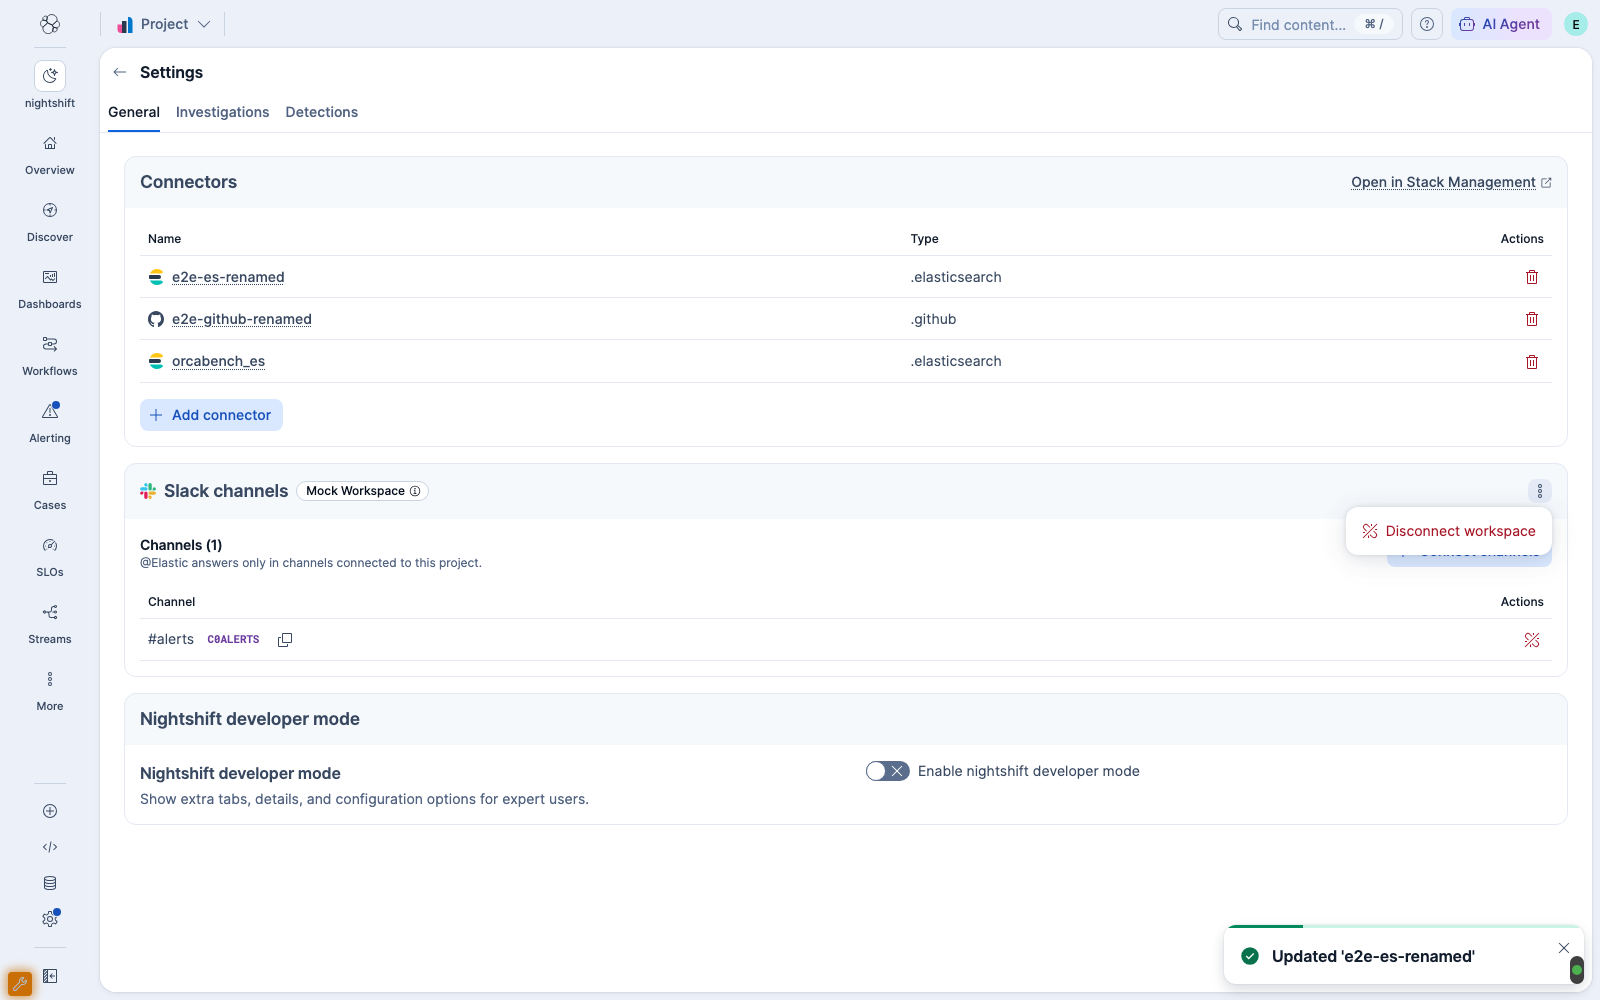 Project
Find content...
⌘ /
AI Agent
E
nightshift
Overview
Discover
Dashboards
Workflows
Alerting
Cases
SLOs
Streams
More
Settings
General
Investigations
Detections
Connectors
Open in Stack Management
Name
Type
Actions
e2e-es-renamed
.elasticsearch
e2e-github-renamed
.github
orcabench_es
.elasticsearch
Add connector
Slack channels
Mock Workspace
Disconnect workspace
Channels (1)
@Elastic answers only in channels connected to this project.
Channel
Actions
#alerts
C0ALERTS
Nightshift developer mode
Nightshift developer mode
Show extra tabs, details, and configuration options for expert users.
Enable nightshift developer mode
Updated 'e2e-es-renamed'